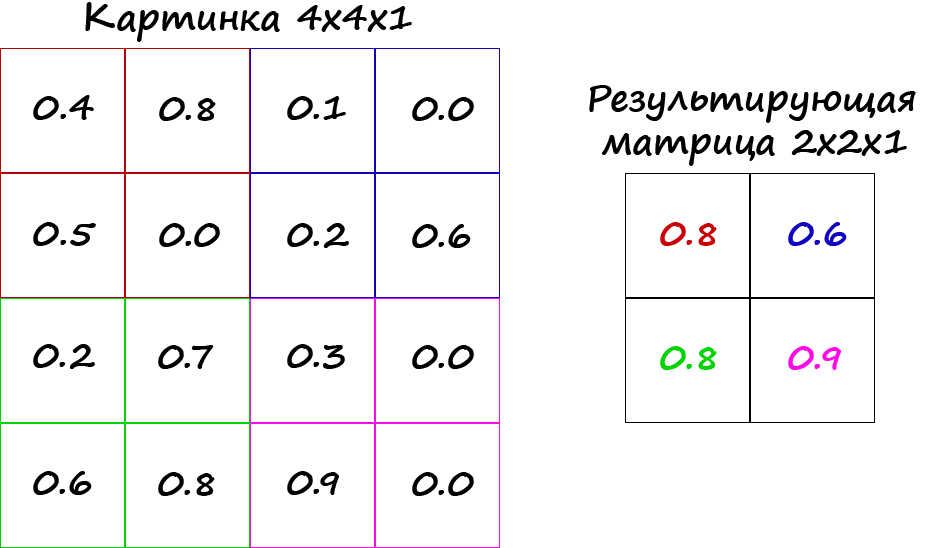 Картинка 4x4x1
Результирующая
матрица 2x2x1
0.4 0.8 0.1 0.0
0.5 0.0 0.2 0.6
0.2 0.7 0.3 0.0
0.6 0.8 0.9 0.0
0.8 0.6
0.8 0.9